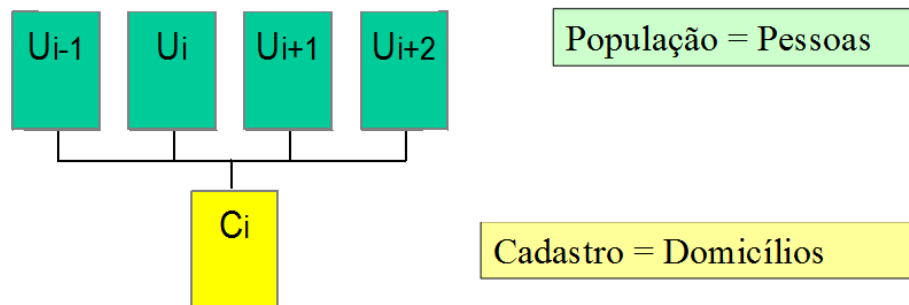 Ui-1 Ui Ui+1 Ui+2
População = Pessoas
Ci
Cadastro = Domicílios